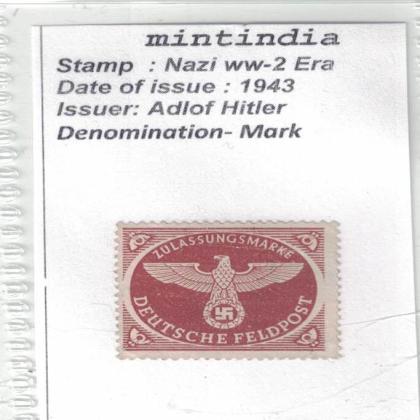 mintindia
Stamp : Nazi ww-2 Era
Date of issue : 1943
Issuer: Adlof Hitler
Denomination- Mark
ZULASSUNGSMARKE
DEUTSCHE FELDPOST